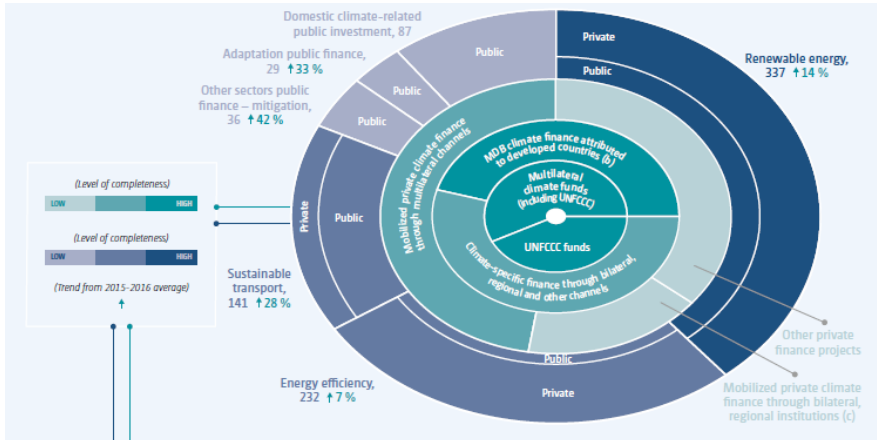 Domestic climate-related
public investment, 87
Adaptation public finance,
29 ↑33 %
Other sectors public
finance – mitigation,
36 ↑42 %
Public
Public
Public
Private
Public
Renewable energy,
337 ↑14 %
Mobilized private climate finance
through multilateral channels
MDB climate finance attributed
to developed countries (b)
Multilateral
climate funds
(including UNFCCC)
UNFCCC funds
Climate-specific finance through bilateral,
regional and other channels
(Level of completeness)
LOW
HIGH
(Level of completeness)
LOW
HIGH
(Trend from 2015–2016 average)
↑
Private
Public
Sustainable
transport,
141 ↑28 %
Energy efficiency,
232 ↑7 %
Public
Private
Other private
finance projects
Mobilized private climate
finance through bilateral,
regional institutions (c)